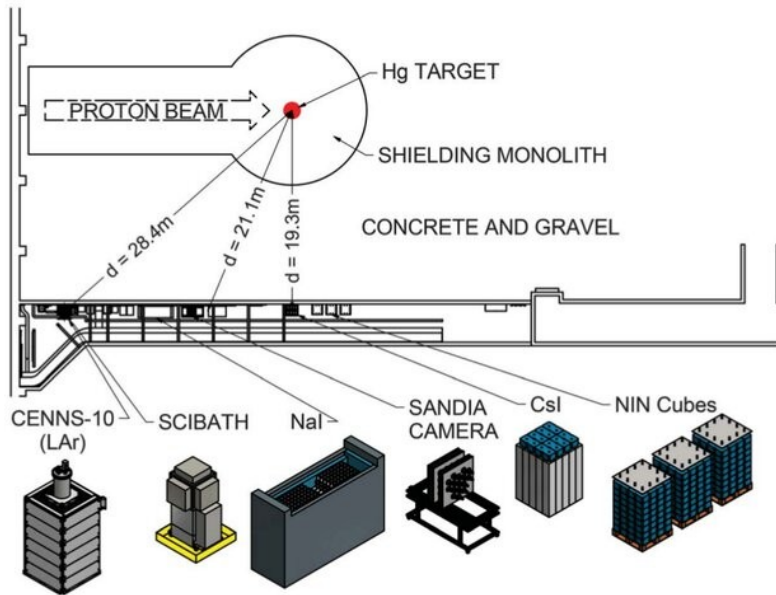 Hg TARGET
PROTON BEAM
SHIELDING MONOLITH
d = 28.4m
d = 21.1m
d = 19.3m
CONCRETE AND GRAVEL
CENNS-10
(LAr)
SCIBATH
NaI
SANDIA
CAMERA
CsI
NIN Cubes